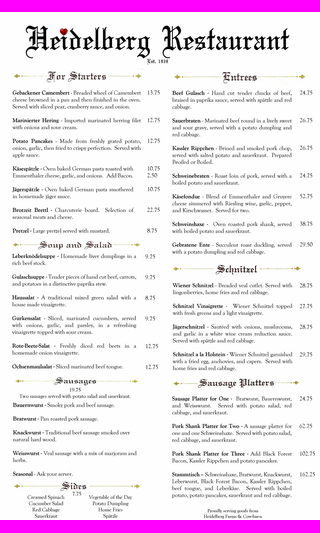 Heidelberg Restaurant
Est. 1938
For Starters
Gebackener Camembert - Breaded wheel of Camembert 13.75
cheese browned in a pan and then finished in the oven.
Served with sliced pear, cranberry sauce, and onion.
Marinierter Hering - Imported marinered herring filet 12.75
with onions and sour cream.
Potato Pancakes - Made from freshly grated potato, 12.75
onion, garlic, then fried to crisp perfection. Served with
apple sauce.
Käsespätzle - Oven baked German pasta roasted with 10.75
Emmenthaler cheese, garlic, and onions. Add Bacon. 2.50
Jägerspätzle - Oven baked German pasta smothered 10.75
in homemade jäger sauce.
Brotzeit Brettl - Charcuterie board. Selection of 22.75
seasonal meats and cheese.
Pretzel - Large pretzel served with mustard. 8.75
Soup and Salad
Leberknödelsuppe - Homemade liver dumplings in a 9.75
rich beef stock.
Gulaschsuppe - Tender pieces of hand cut beef, carrots, 9.75
and potatoes in a distinctive paprika stew.
Haussalat - A traditional mixed green salad with a 8.75
house made vinaigrette.
Gurkensalat - Sliced, marinated cucumbers, served 9.75
with onions, garlic, and parsley, in a refreshing
vinaigrette topped with sour cream.
Rote-Beete-Salat - Freshly diced red beets in a 12.75
homemade onion vinaigrette.
Ochsenmaulsalat - Sliced marinated beef tongue. 12.75
Sausages
19.75
Two sausages served with potato salad and sauerkraut.
Bauernwurst - Smoky pork and beef sausage.
Bratwurst - Pan roasted pork sausage.
Knackwurst - Traditional beef sausage smoked over
natural hard wood.
Weisswurst - Veal sausage with a mix of marjoram and
herbs.
Seasonal - Ask your server.
Sides
7.75
Creamed Spinach Vegetable of the Day
Cucumber Salad Potato Pancakes
Red Cabbage Home Fries
Sauerkraut Spätzle
Entrees
Beef Gulasch - Hand cut tender chucks of beef, 24.75
braised in paprika sauce, served with spätzle and red
cabbage.
Sauerbraten - Marinated beef round in a lively sweet 26.75
and sour gravy, served with a potato dumpling and
red cabbage.
Kassler Rippchen - Brined and smoked pork chop, 26.75
served with salted potato and sauerkraut. Prepared
Broiled or Boiled.
Schweinebraten - Roast loin of pork, served with a 24.75
boiled potato and sauerkraut.
Käsefondue - Blend of Emmenthaler and Gruyere 52.75
cheese simmered with Riesling wine, garlic, pepper,
and Kirschwasser. Served for two.
Schweinshaxe - Oven roasted pork shank, served 38.75
with boiled potato and sauerkraut.
Gebratene Ente - Succulent roast duckling, served 29.50
with a potato dumpling and red cabbage.
Schnitzel
Wiener Schnitzel - Breaded veal cutlet. Served with 28.75
lingonberries, home fries and red cabbage.
Schnitzel Vinaigrette - Wiener Schnitzel topped 27.75
with fresh greens and a light vinaigrette.
Jägerschnitzel - Sautéed with onions, mushrooms, 28.75
and garlic in a white wine cream reduction sauce.
Served with spätzle and red cabbage.
Schnitzel a la Holstein - Wiener Schnitzel garnished 29.75
with a fried egg, anchovies, and capers. Served with
home fries and red cabbage.
Sausage Platters
Sausage Platter for One - Bratwurst, Bauernwurst, 24.75
and Weisswurst. Served with potato salad, red
cabbage, and sauerkraut.
Pork Shank Platter for Two - A sausage platter for 62.75
one and one Schweinshaxe. Served with potato salad,
red cabbage, and sauerkraut.
Pork Shank Platter for Three - Add Black Forest 102.75
Bacon, Kassler Rippchen and potato pancakes.
Stammtisch - Schweinshaxe, Bratwurst, Knackwurst, 162.25
Leberwurst, Black Forest Bacon, Kassler Rippchen,
beef tongue, and Leberkäse. Served with boiled
potato, potato pancakes, sauerkraut, and red cabbage.
Proudly serving goods from
Heidelberg Farms & Cowbarn